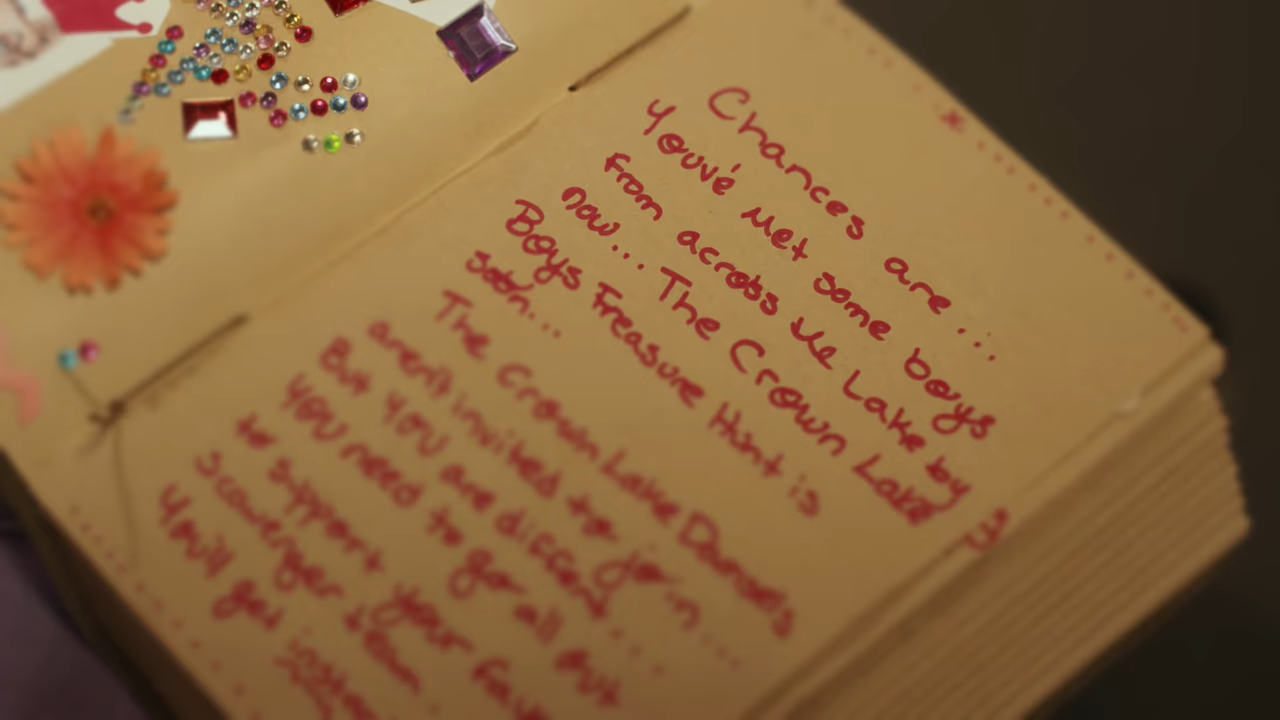 Chances are...
You've met some boys
from across the Lake by
now... The Crown Lake
Boys Treasure Hunt is
soon...
The Crown Lake Damsels
aren't invited to join...
But you are different...
you need to go all out
to support your fave
scavenger team
You'll get